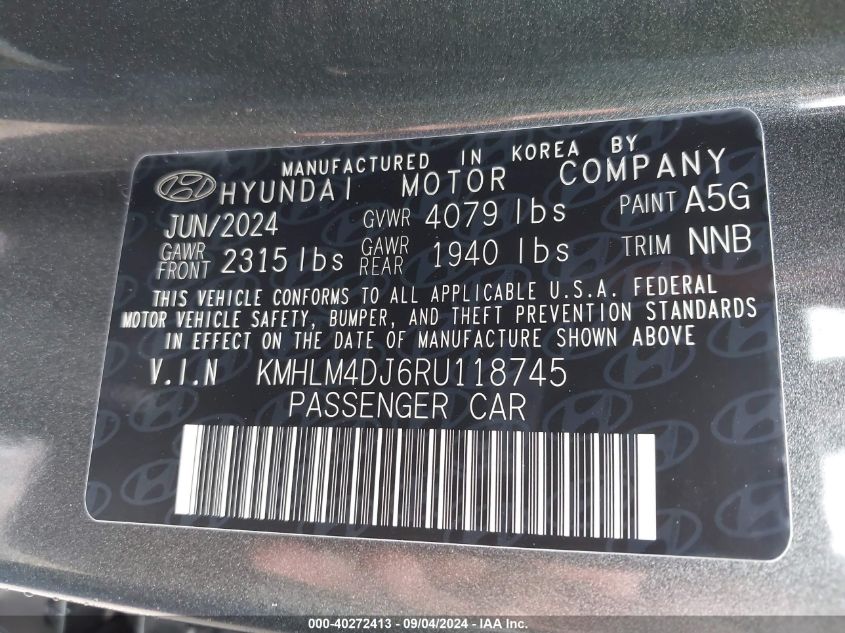 MANUFACTURED IN KOREA BY
HYUNDAI MOTOR COMPANY
JUN/2024 GVWR 4079 lbs PAINT A5G
GAWR FRONT 2315 lbs GAWR REAR 1940 lbs TRIM NNB
THIS VEHICLE CONFORMS TO ALL APPLICABLE U.S.A. FEDERAL
MOTOR VEHICLE SAFETY, BUMPER, AND THEFT PREVENTION STANDARDS
IN EFFECT ON THE DATE OF MANUFACTURE SHOWN ABOVE
V.I.N KMHLM4DJ6RU118745
PASSENGER CAR
000-40272413 - 09/04/2024 - IAA Inc.